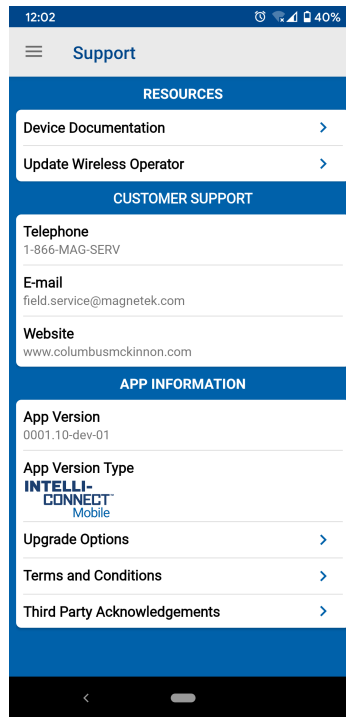 12:02
40%
Support
RESOURCES
Device Documentation
Update Wireless Operator
CUSTOMER SUPPORT
Telephone
1-866-MAG-SERV
E-mail
field.service@magnetek.com
Website
www.columbusmckinnon.com
APP INFORMATION
App Version
0001.10-dev-01
App Version Type
INTELLI-
CONNECT™
Mobile
Upgrade Options
Terms and Conditions
Third Party Acknowledgements